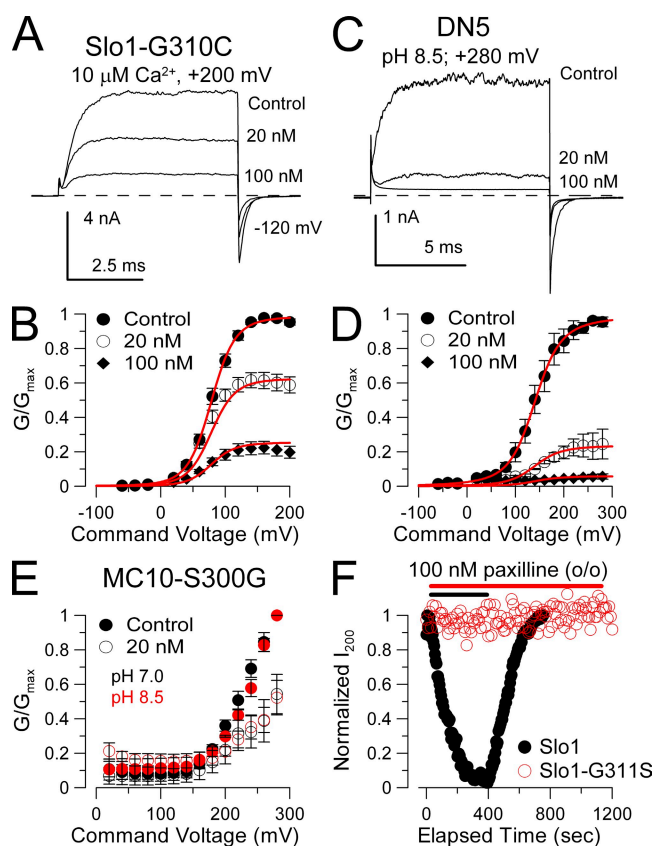 A
Slo1-G310C
10 μM Ca²⁺, +200 mV
Control
20 nM
100 nM
4 nA
-120 mV
2.5 ms
C
DN5
pH 8.5; +280 mV
Control
20 nM
100 nM
1 nA
5 ms
B
Control
20 nM
100 nM
1
0.8
0.6
0.4
0.2
0
G/Gmax
-100 0 100 200
Command Voltage (mV)
D
Control
20 nM
100 nM
1
0.8
0.6
0.4
0.2
0
G/Gmax
-100 0 100 200 300
Command Voltage (mV)
E
MC10-S300G
Control
20 nM
pH 7.0
pH 8.5
1
0.8
0.6
0.4
0.2
0
G/Gmax
0 100 200 300
Command Voltage (mV)
F
100 nM paxilline (o/o)
1
0.8
0.6
0.4
0.2
0
Normalized I200
Slo1
Slo1-G311S
0 400 800 1200
Elapsed Time (sec)